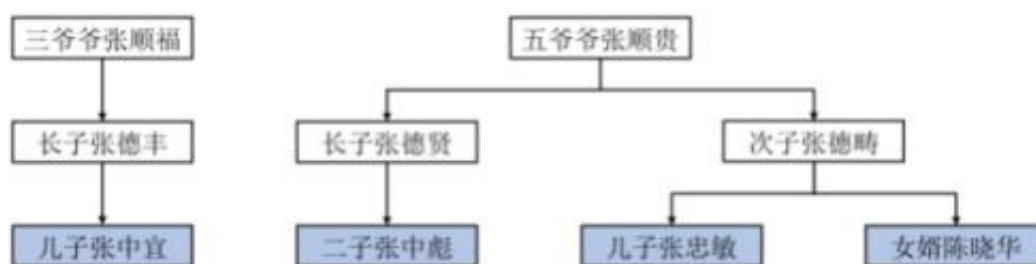 三爷爷张顺福
五爷爷张顺贵
长子张德丰
长子张德贤
次子张德畴
儿子张中宜
二子张中彪
儿子张忠敏
女婿陈晓华